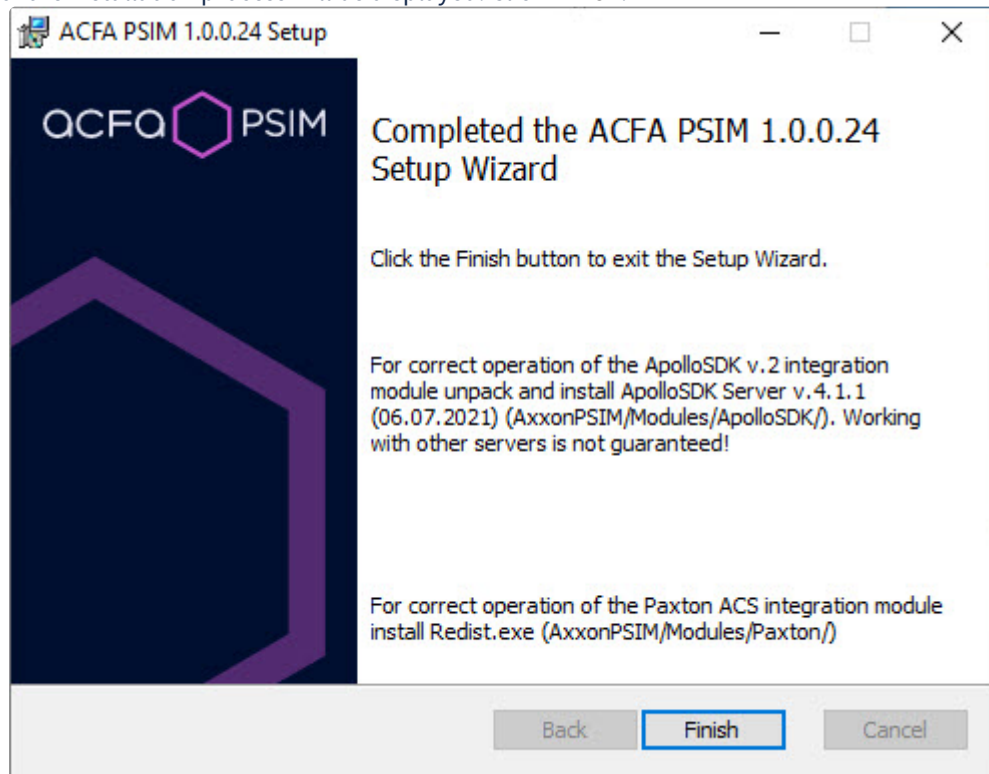 ACFA PSIM 1.0.0.24 Setup
acfa PSIM
Completed the ACFA PSIM 1.0.0.24
Setup Wizard
Click the Finish button to exit the Setup Wizard.
For correct operation of the ApolloSDK v.2 integration
module unpack and install ApolloSDK Server v.4.1.1
(06.07.2021) (AxxonPSIM/Modules/ApolloSDK/). Working
with other servers is not guaranteed!
For correct operation of the Paxton ACS integration module
install Redist.exe (AxxonPSIM/Modules/Paxton/)
Back Finish Cancel